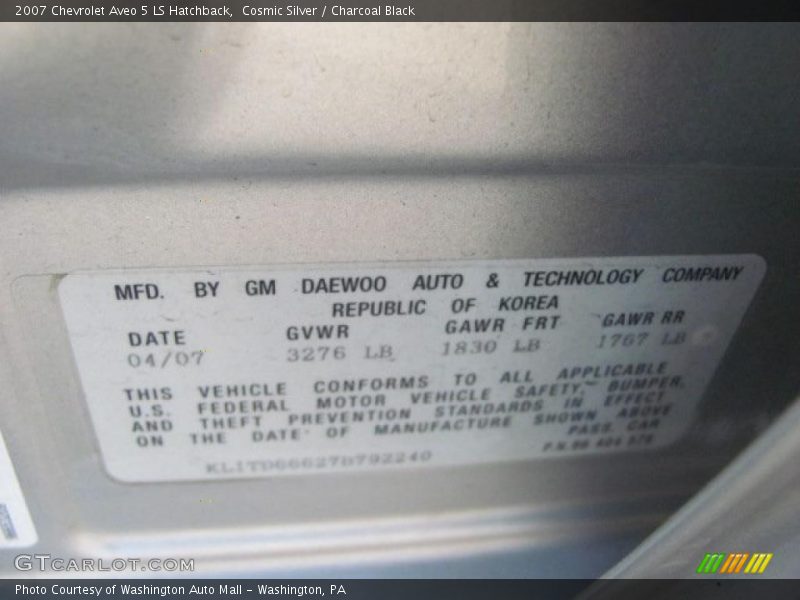 2007 Chevrolet Aveo 5 LS Hatchback, Cosmic Silver / Charcoal Black
MFD. BY GM DAEWOO AUTO & TECHNOLOGY COMPANY
REPUBLIC OF KOREA
DATE GVWR GAWR FRT GAWR RR
04/07 3276 LB 1830 LB 1767 LB
THIS VEHICLE CONFORMS TO ALL APPLICABLE
U.S. FEDERAL MOTOR VEHICLE SAFETY, BUMPER,
AND THEFT PREVENTION STANDARDS IN EFFECT
ON THE DATE OF MANUFACTURE SHOWN ABOVE
PASS. CAR
KL1TD66627B792240
P.N.
GTCARLOT.COM
Photo Courtesy of Washington Auto Mall - Washington, PA